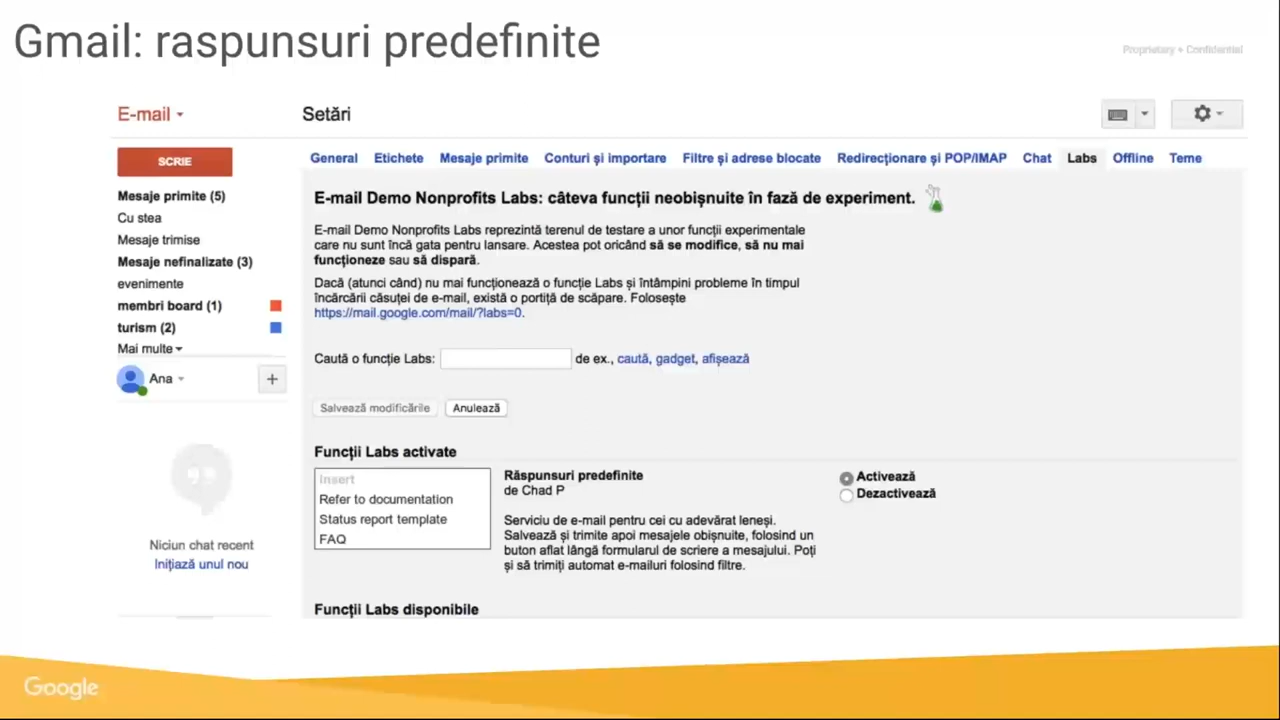 Gmail: raspunsuri predefinite
Proprietary + Confidential
E-mail
Setări
SCRIE
General Etichete Mesaje primite Conturi și importare Filtre și adrese blocate Redirecționare și POP/IMAP Chat Labs Offline Teme
Mesaje primite (5)
Cu stea
Mesaje trimise
Mesaje nefinalizate (3)
evenimente
membri board (1)
turism (2)
Mai multe
Ana
+
Niciun chat recent
Inițiază unul nou
E-mail Demo Nonprofits Labs: câteva funcții neobișnuite în fază de experiment.
E-mail Demo Nonprofits Labs reprezintă terenul de testare a unor funcții experimentale
care nu sunt încă gata pentru lansare. Acestea pot oricând să se modifice, să nu mai
funcționeze sau să dispară.
Dacă (atunci când) nu mai funcționează o funcție Labs și întâmpini probleme în timpul
încărcării căsuței de e-mail, există o portiță de scăpare. Folosește
https://mail.google.com/mail/?labs=0.
Caută o funcție Labs: de ex., caută, gadget, afișează
Salvează modificările Anulează
Funcții Labs activate
Insert
Refer to documentation
Status report template
FAQ
Răspunsuri predefinite
de Chad P
Serviciu de e-mail pentru cei cu adevărat leneși.
Salvează și trimite apoi mesajele obișnuite, folosind un
buton aflat lângă formularul de scriere a mesajului. Poți
și să trimiți automat e-mailuri folosind filtre.
Activează
Dezactivează
Funcții Labs disponibile
Google